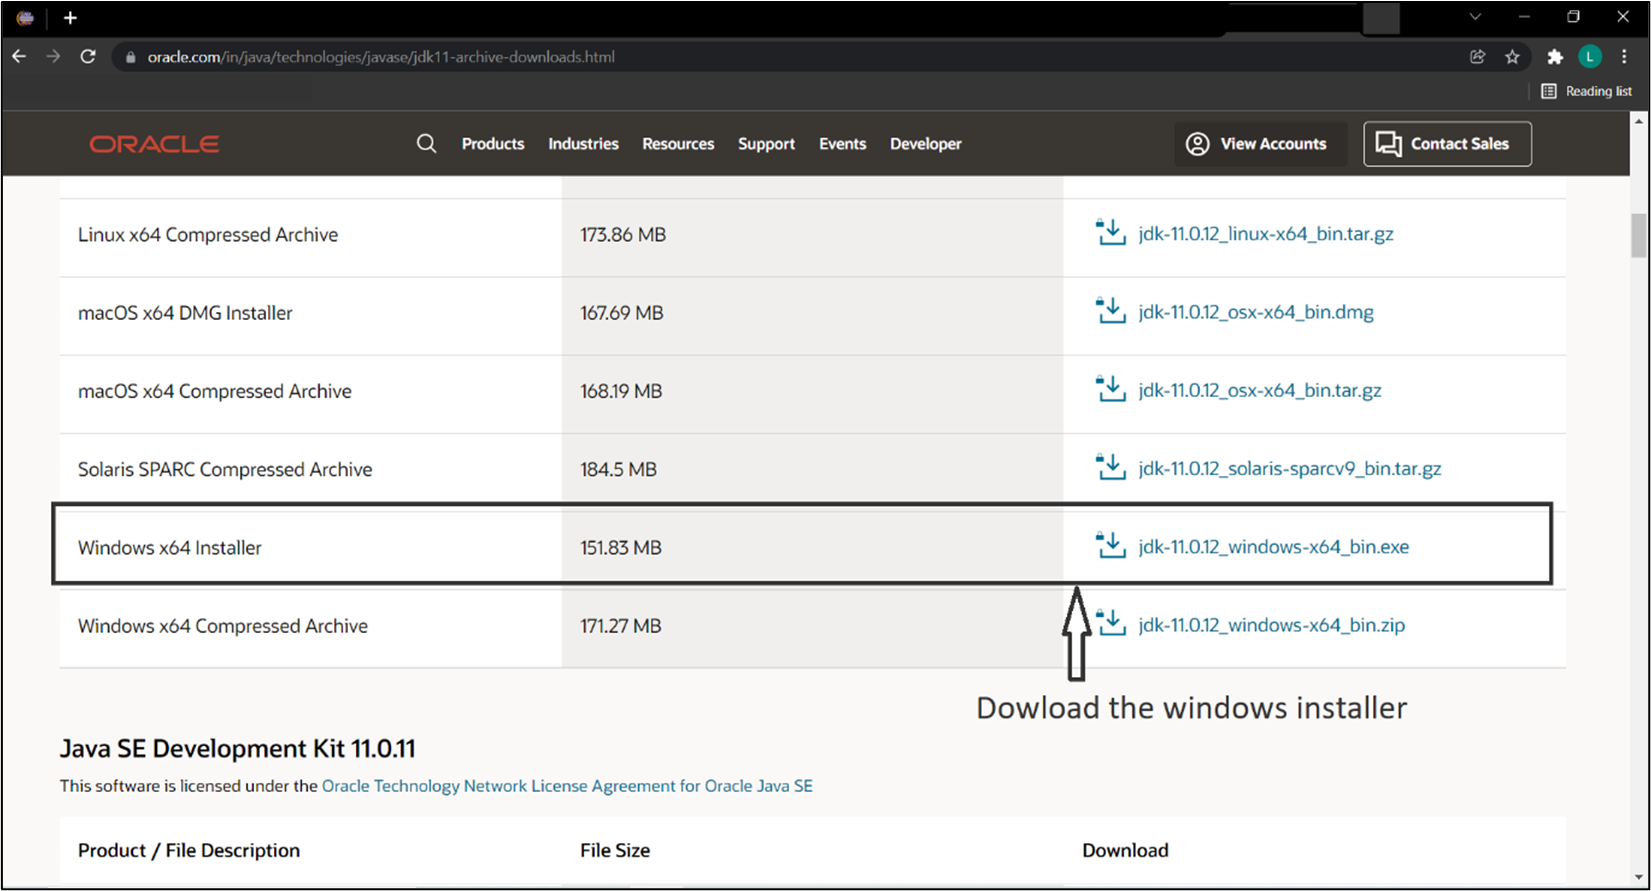 oracle.com/in/java/technologies/javase/jdk11-archive-downloads.html
L
Reading list
ORACLE
Products Industries Resources Support Events Developer View Accounts Contact Sales
Linux x64 Compressed Archive 173.86 MB jdk-11.0.12_linux-x64_bin.tar.gz
macOS x64 DMG Installer 167.69 MB jdk-11.0.12_osx-x64_bin.dmg
macOS x64 Compressed Archive 168.19 MB jdk-11.0.12_osx-x64_bin.tar.gz
Solaris SPARC Compressed Archive 184.5 MB jdk-11.0.12_solaris-sparcv9_bin.tar.gz
Windows x64 Installer 151.83 MB jdk-11.0.12_windows-x64_bin.exe
Windows x64 Compressed Archive 171.27 MB jdk-11.0.12_windows-x64_bin.zip
Dowload the windows installer
Java SE Development Kit 11.0.11
This software is licensed under the Oracle Technology Network License Agreement for Oracle Java SE
Product / File Description File Size Download